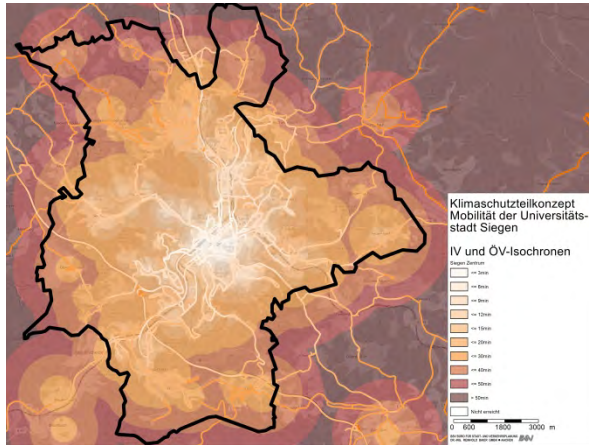 Klimaschutzteilkonzept
Mobilität der Universitäts-
stadt Siegen
IV und ÖV-Isochronen
Siegen Zentrum
<= 3min
<= 6min
<= 9min
<= 12min
<= 15min
<= 20min
<= 30min
<= 40min
<= 50min
> 50min
Nicht erreicht
0 600 1800 3000 m